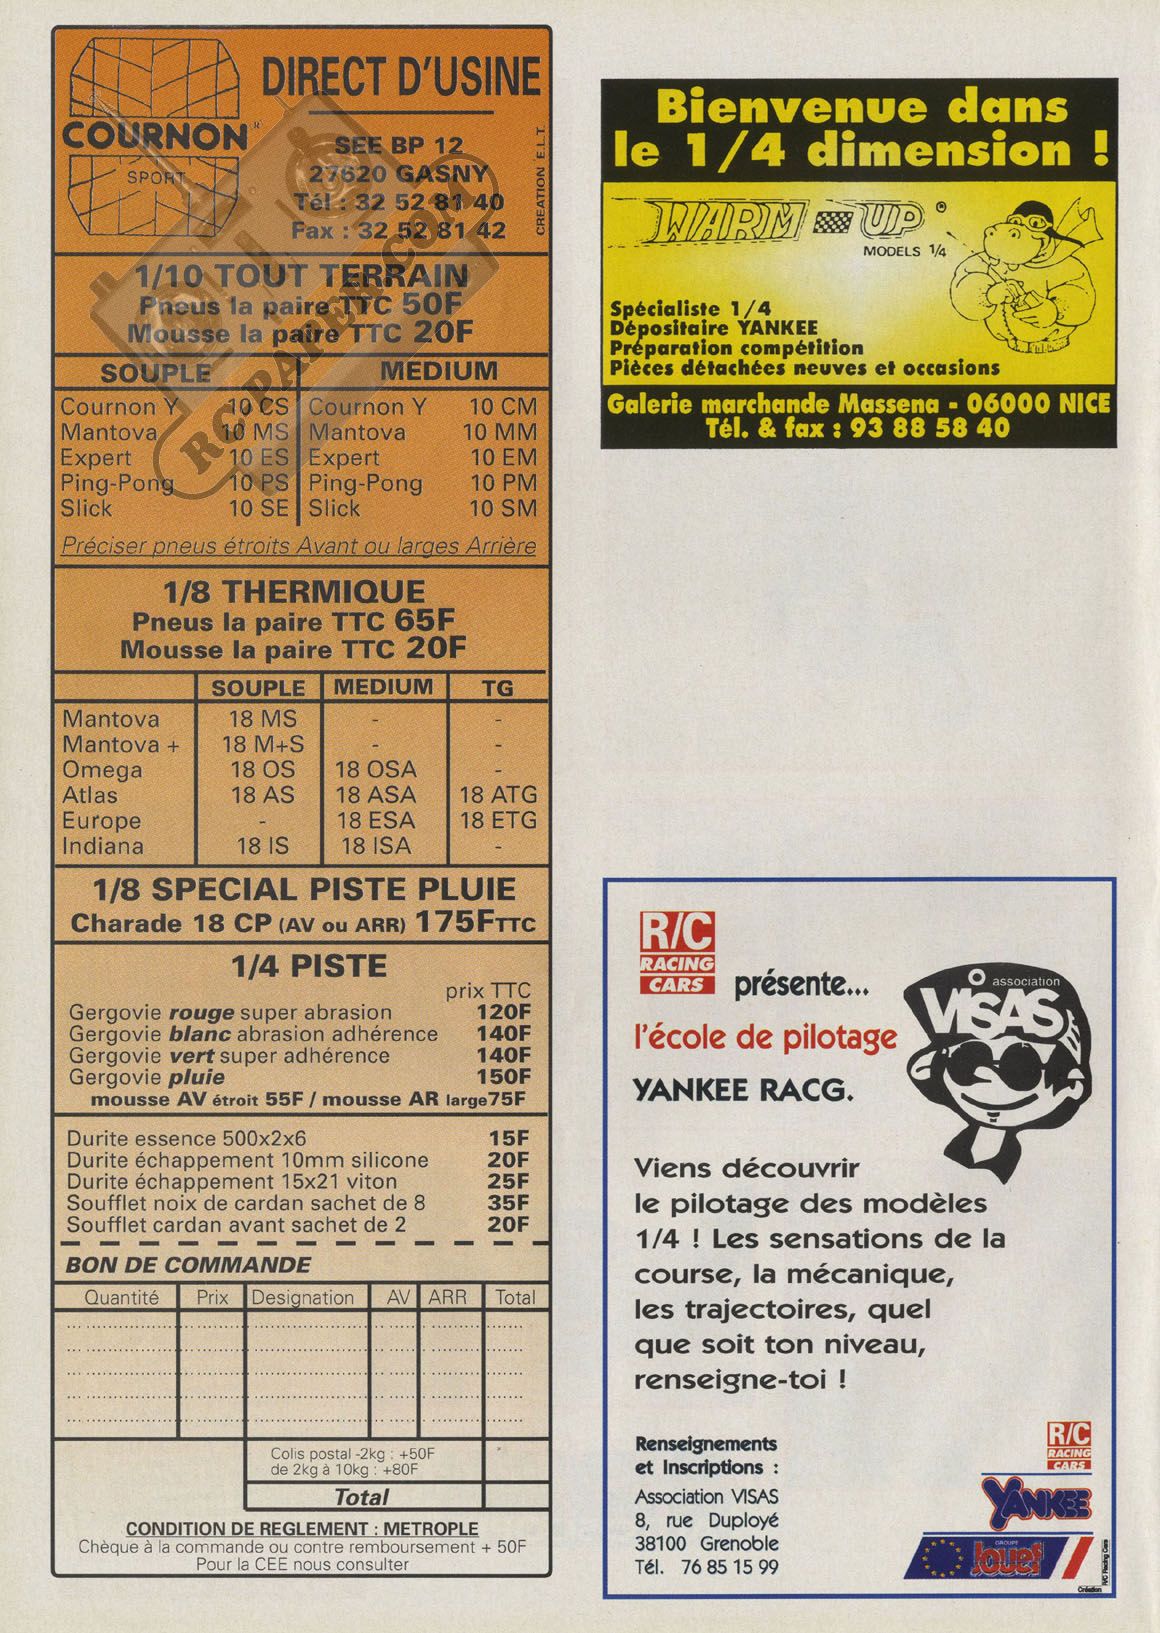 COURNON
SPORT
DIRECT D'USINE
SEE BP 12
27620 GASNY
Tél : 32 52 81 40
Fax : 32 52 81 42
CREATION E.L.T.
RC PAPER.COM
1/10 TOUT TERRAIN
Pneus la paire TTC 50F
Mousse la paire TTC 20F
SOUPLE MEDIUM
Cournon Y 10 CS Cournon Y 10 CM
Mantova 10 MS Mantova 10 MM
Expert 10 ES Expert 10 EM
Ping-Pong 10 PS Ping-Pong 10 PM
Slick 10 SE Slick 10 SM
Préciser pneus étroits Avant ou larges Arrière
1/8 THERMIQUE
Pneus la paire TTC 65F
Mousse la paire TTC 20F
SOUPLE MEDIUM TG
Mantova 18 MS - -
Mantova + 18 M+S - -
Omega 18 OS 18 OSA -
Atlas 18 AS 18 ASA 18 ATG
Europe - 18 ESA 18 ETG
Indiana 18 IS 18 ISA -
1/8 SPECIAL PISTE PLUIE
Charade 18 CP (AV ou ARR) 175F TTC
1/4 PISTE
prix TTC
Gergovie rouge super abrasion 120F
Gergovie blanc abrasion adhérence 140F
Gergovie vert super adhérence 140F
Gergovie pluie 150F
mousse AV étroit 55F / mousse AR large 75F
Durite essence 500x2x6 15F
Durite échappement 10mm silicone 20F
Durite échappement 15x21 viton 25F
Soufflet noix de cardan sachet de 8 35F
Soufflet cardan avant sachet de 2 20F
BON DE COMMANDE
Quantité Prix Designation AV ARR Total
Colis postal -2kg : +50F
de 2kg à 10kg : +80F
Total
CONDITION DE REGLEMENT : METROPLE
Chèque à la commande ou contre remboursement + 50F
Pour la CEE nous consulter
Bienvenue dans
le 1/4 dimension !
WARM UP ®
MODELS 1/4
Spécialiste 1/4
Dépositaire YANKEE
Préparation compétition
Pièces détachées neuves et occasions
Galerie marchande Massena - 06000 NICE
Tél. & fax : 93 88 58 40
R/C
RACING
CARS
présente...
l'école de pilotage
YANKEE RACG.
association
VISAS
Viens découvrir
le pilotage des modèles
1/4 ! Les sensations de la
course, la mécanique,
les trajectoires, quel
que soit ton niveau,
renseigne-toi !
Renseignements
et Inscriptions :
Association VISAS
8, rue Duployé
38100 Grenoble
Tél. 76 85 15 99
R/C
RACING
CARS
YANKEE
GROUPE
Jouef
Création R/C Racing Cars